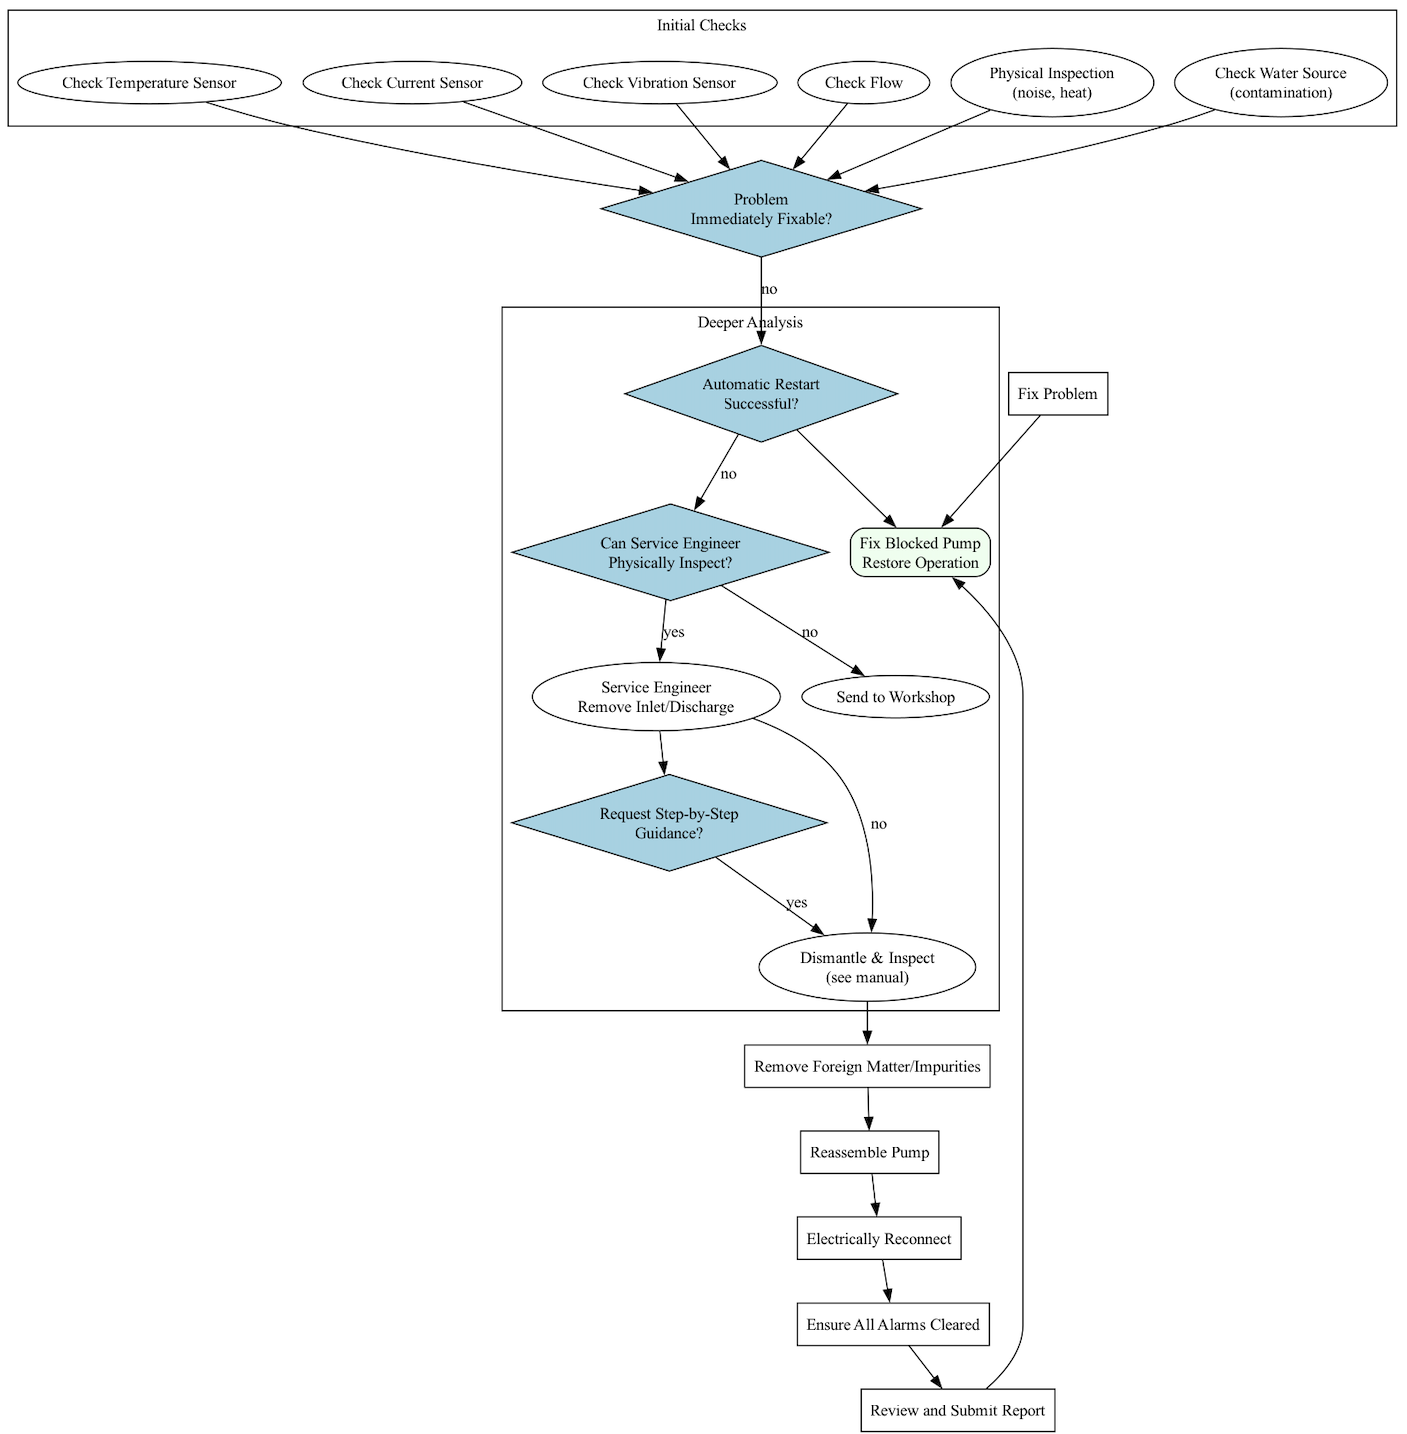 Initial Checks
Check Temperature Sensor
Check Current Sensor
Check Vibration Sensor
Check Flow
Physical Inspection
(noise, heat)
Check Water Source
(contamination)
Problem
Immediately Fixable?
no
Deeper Analysis
Automatic Restart
Successful?
Fix Problem
no
Can Service Engineer
Physically Inspect?
Fix Blocked Pump
Restore Operation
yes
no
Service Engineer
Remove Inlet/Discharge
Send to Workshop
Request Step-by-Step
Guidance?
no
yes
Dismantle & Inspect
(see manual)
Remove Foreign Matter/Impurities
Reassemble Pump
Electrically Reconnect
Ensure All Alarms Cleared
Review and Submit Report